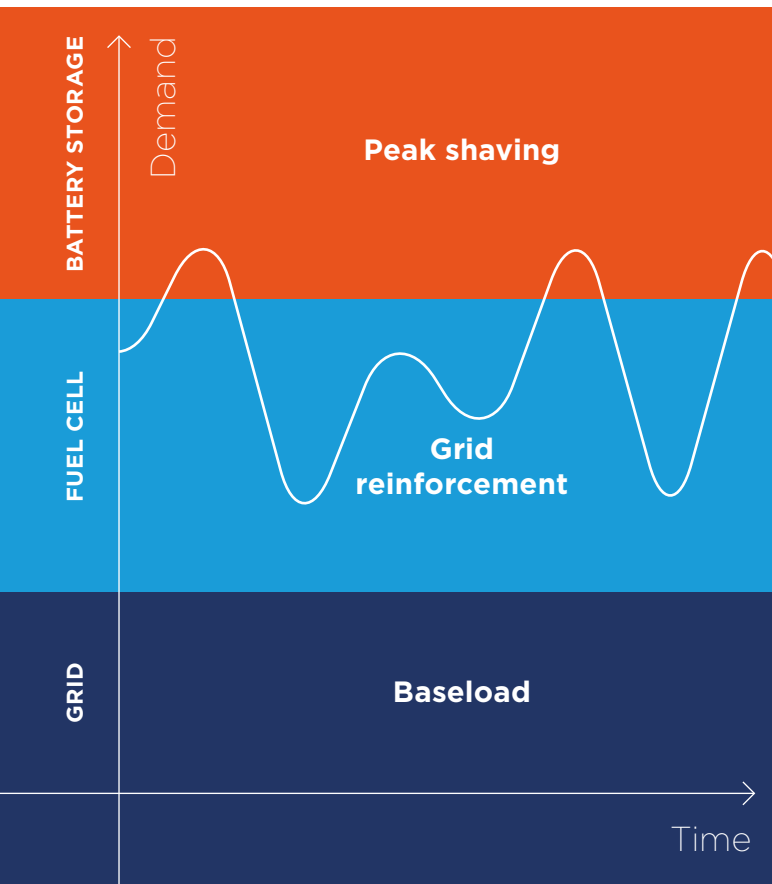 BATTERY STORAGE
Demand
Peak shaving
FUEL CELL
Grid
reinforcement
GRID
Baseload
Time